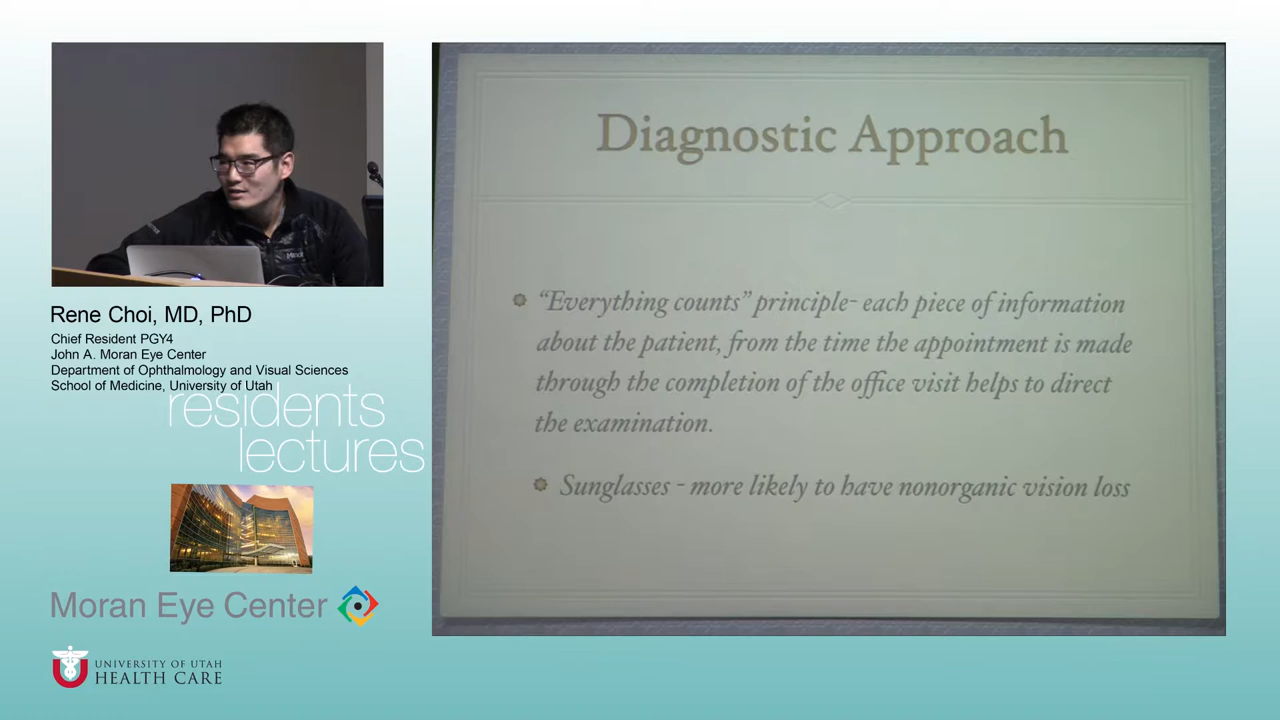 Rene Choi, MD, PhD
Chief Resident PGY4
John A. Moran Eye Center
Department of Ophthalmology and Visual Sciences
School of Medicine, University of Utah
residents
lectures
Moran Eye Center
UNIVERSITY OF UTAH
HEALTH CARE
Diagnostic Approach
“Everything counts” principle- each piece of information
about the patient, from the time the appointment is made
through the completion of the office visit helps to direct
the examination.
Sunglasses - more likely to have nonorganic vision loss